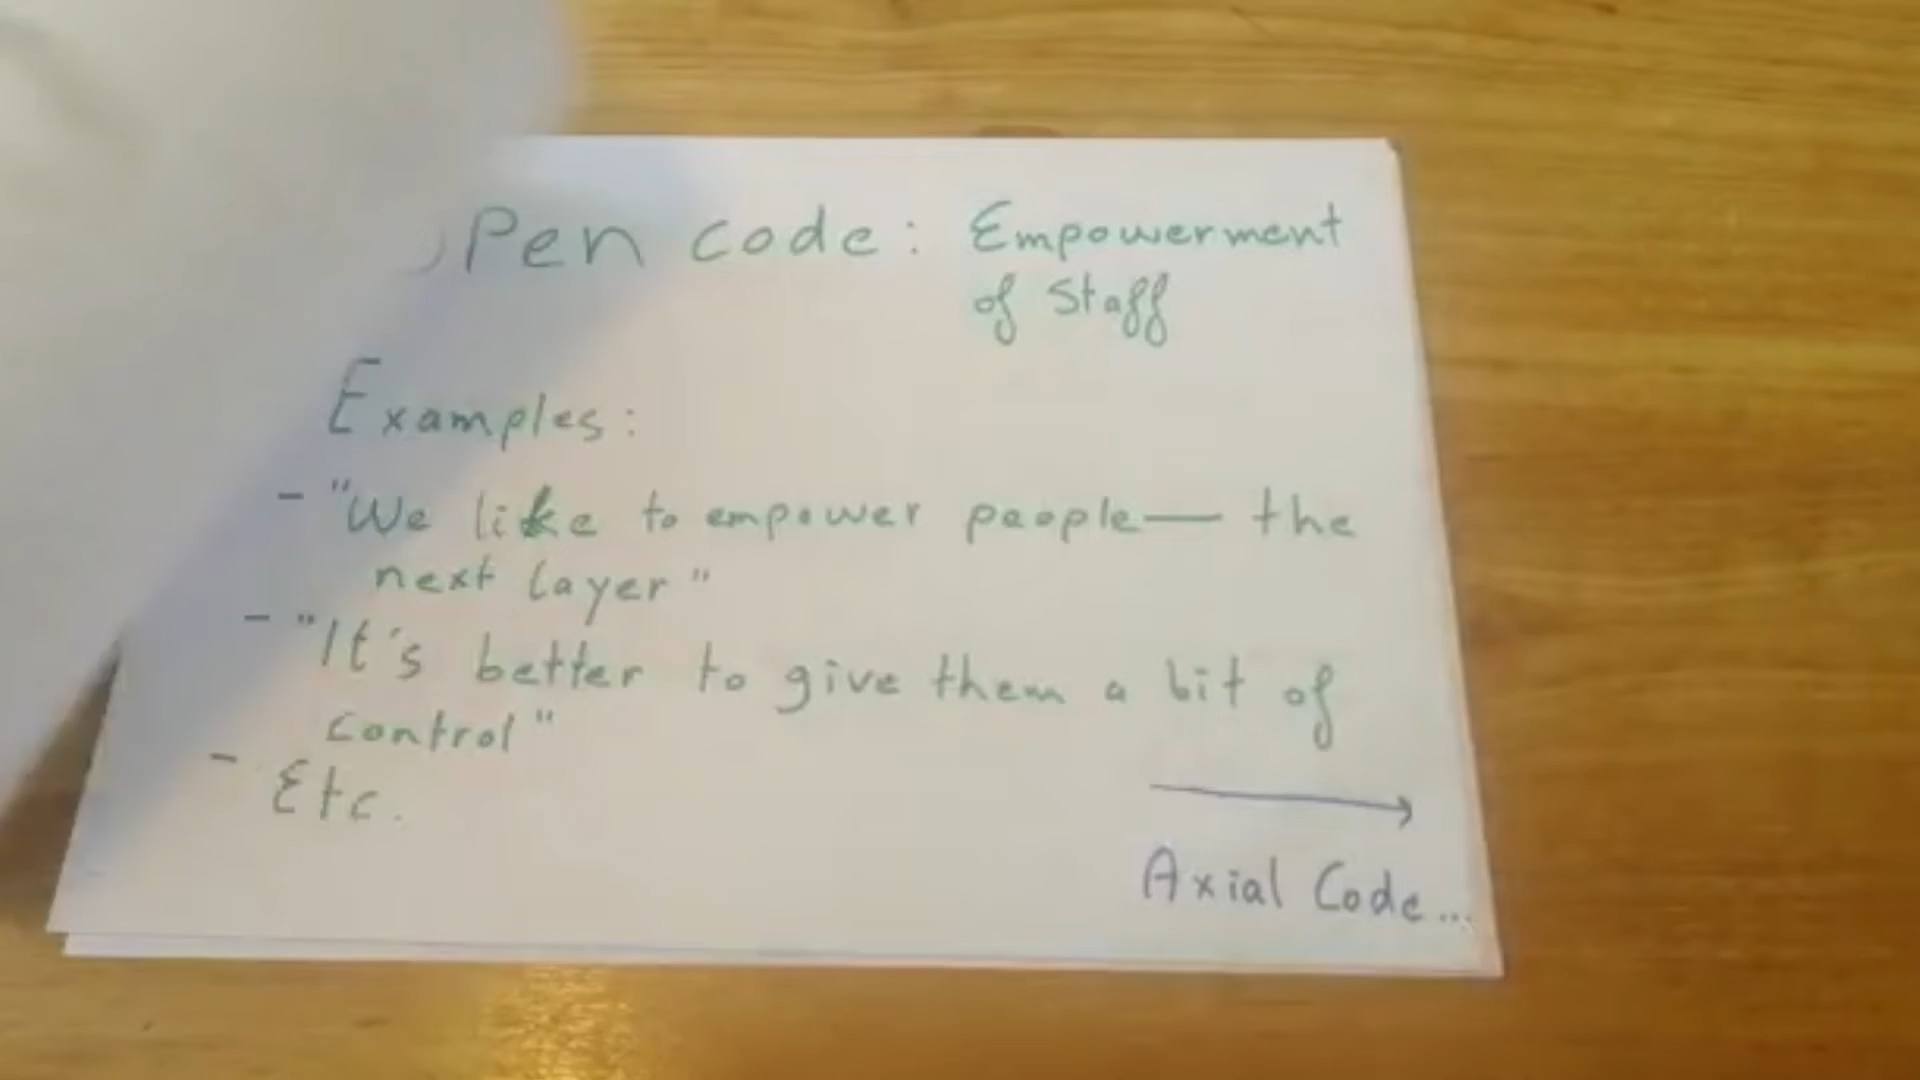 Open code: Empowerment
of Staff
Examples:
- "We like to empower people— the
next layer"
- "It's better to give them a bit of
control"
- Etc.
Axial Code...